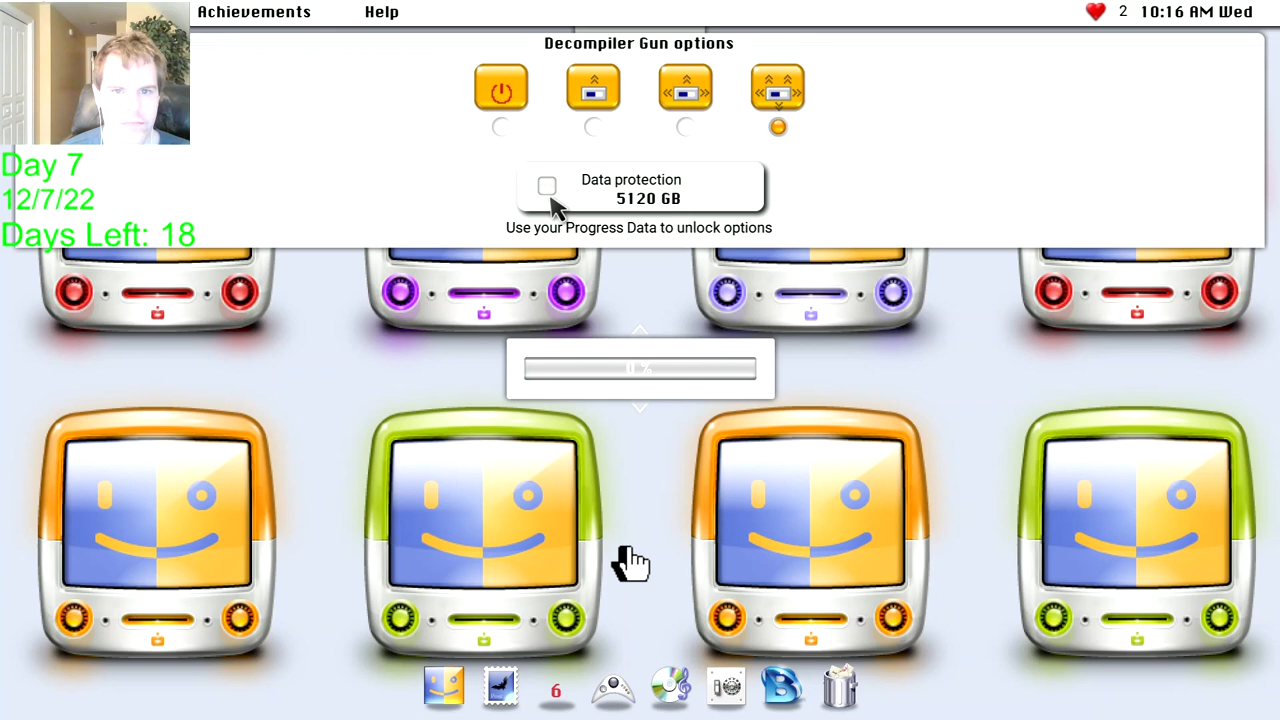 Achievements
Help
2
10:16 AM Wed
Decompiler Gun options
Day 7
12/7/22
Days Left: 18
Data protection
5120 GB
Use your Progress Data to unlock options
0 %
6
B